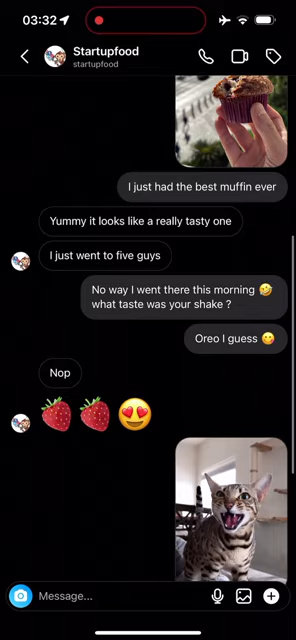 03:32
Startupfood
startupfood
I just had the best muffin ever
Yummy it looks like a really tasty one
I just went to five guys
No way I went there this morning 🤣
what taste was your shake ?
Oreo I guess 😋
Nop
🍓🍓😍
Message...